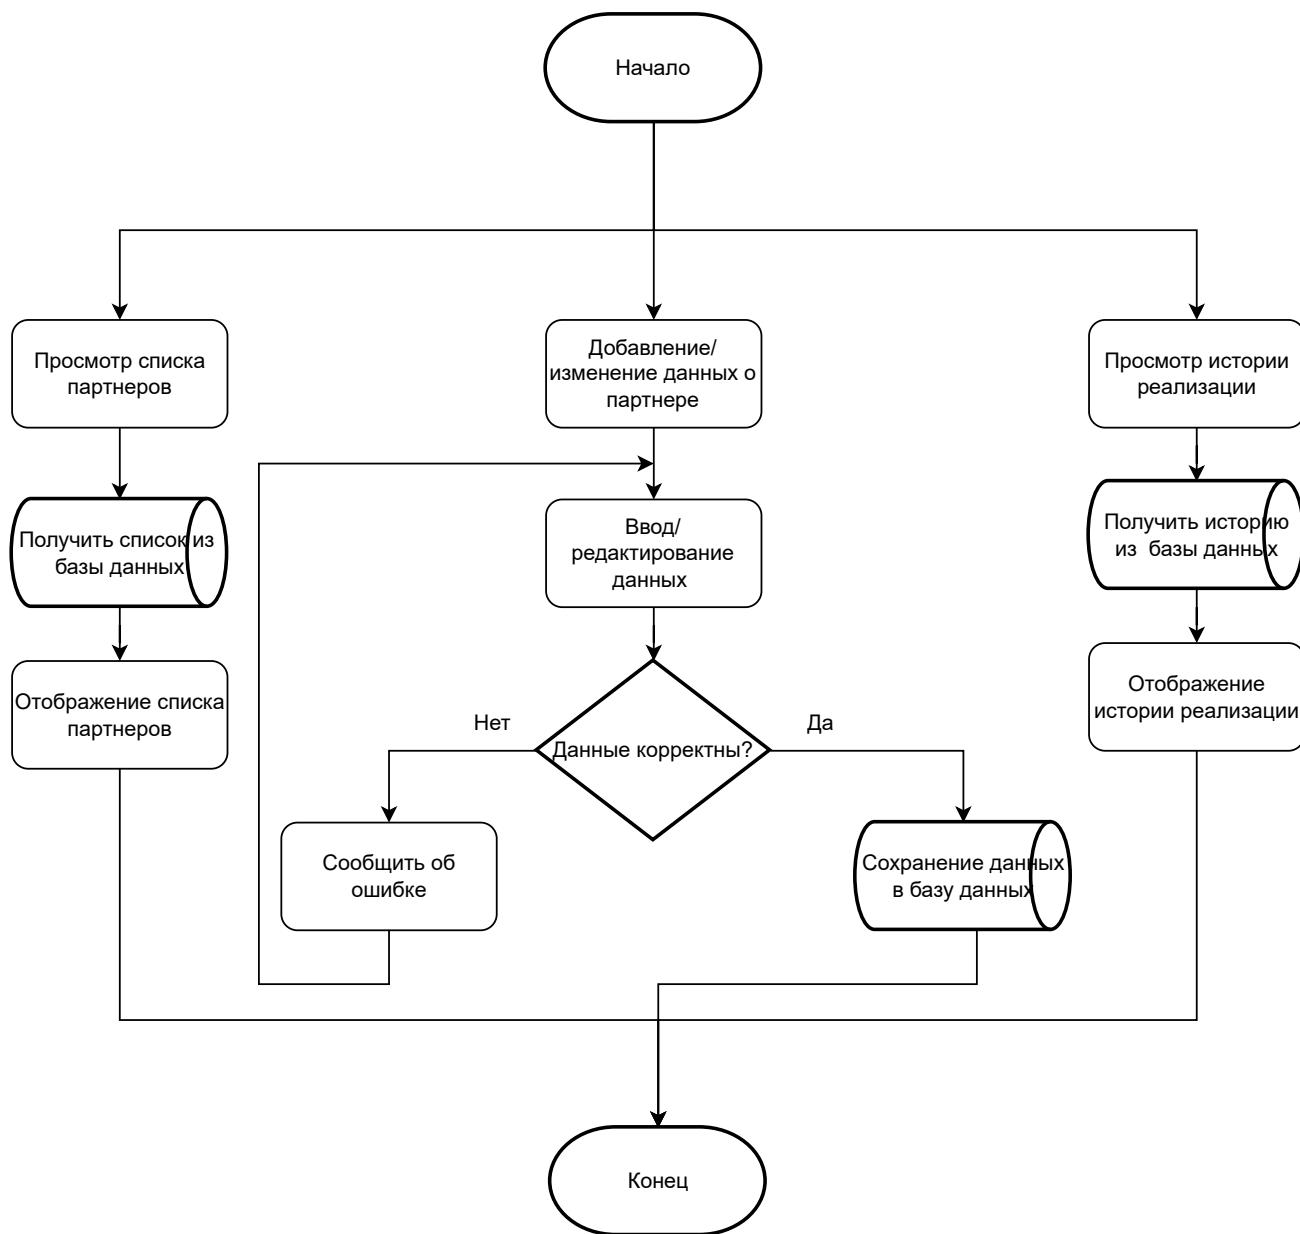 Начало
Просмотр списка
партнеров
Добавление/
изменение данных о
партнере
Просмотр истории
реализации
Получить список из
базы данных
Ввод/
редактирование
данных
Получить историю
из базы данных
Отображение списка
партнеров
Нет
Данные корректны?
Да
Отображение
истории реализации
Сообщить об
ошибке
Сохранение данных
в базу данных
Конец